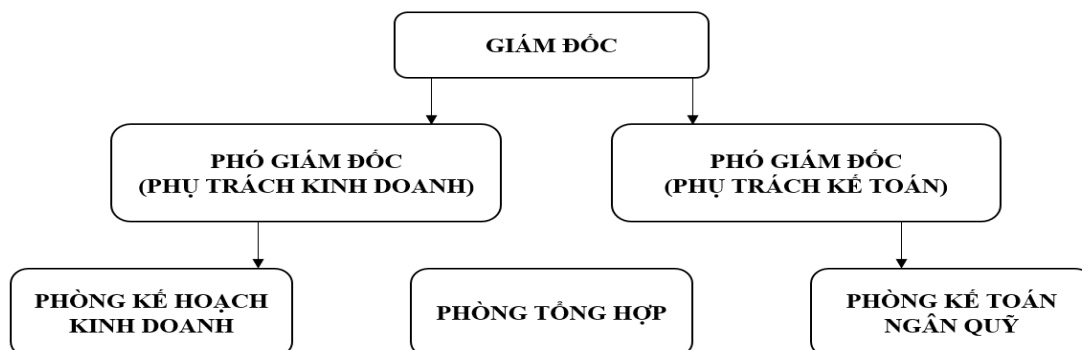 GIÁM ĐỐC
PHÓ GIÁM ĐỐC
(PHỤ TRÁCH KINH DOANH)
PHÓ GIÁM ĐỐC
(PHỤ TRÁCH KẾ TOÁN)
PHÒNG KẾ HOẠCH
KINH DOANH
PHÒNG TỔNG HỢP
PHÒNG KẾ TOÁN
NGÂN QUỸ